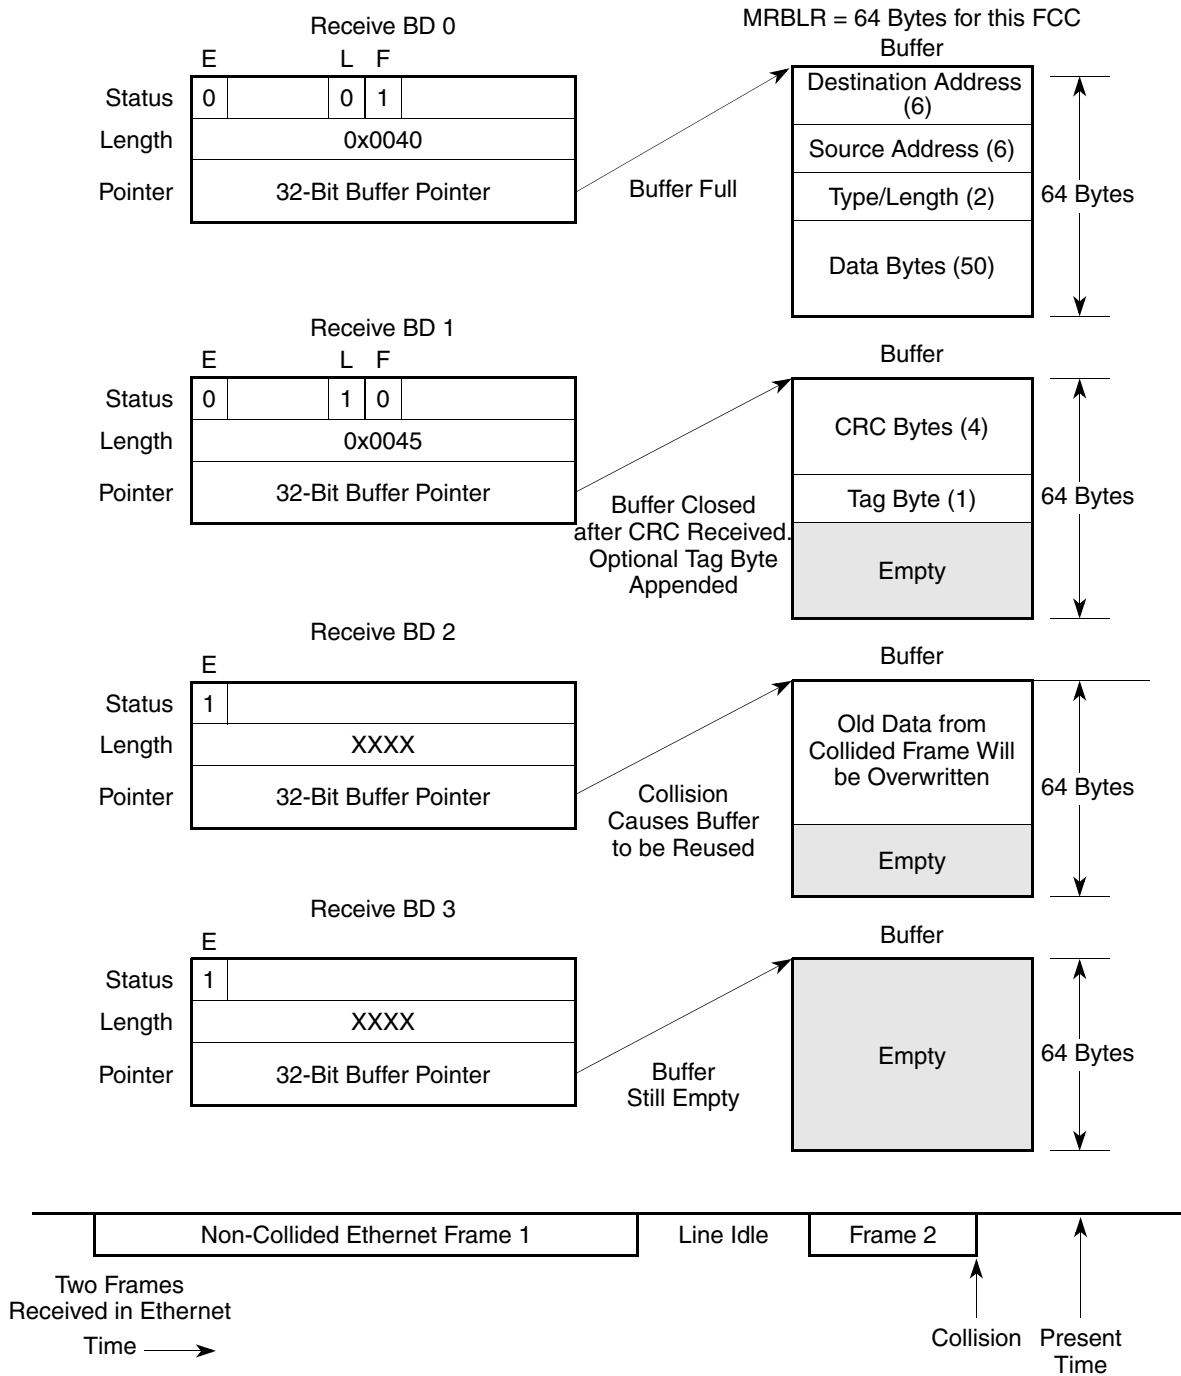 MRBLR = 64 Bytes for this FCC
Receive BD 0
Buffer
E L F
Status 0 0 1
Length 0x0040
Pointer 32-Bit Buffer Pointer
Buffer Full
Destination Address
(6)
Source Address (6)
Type/Length (2)
Data Bytes (50)
64 Bytes
Receive BD 1
Buffer
E L F
Status 0 1 0
Length 0x0045
Pointer 32-Bit Buffer Pointer
Buffer Closed
after CRC Received.
Optional Tag Byte
Appended
CRC Bytes (4)
Tag Byte (1)
Empty
64 Bytes
Receive BD 2
Buffer
E
Status 1
Length XXXX
Pointer 32-Bit Buffer Pointer
Collision
Causes Buffer
to be Reused
Old Data from
Collided Frame Will
be Overwritten
Empty
64 Bytes
Receive BD 3
Buffer
E
Status 1
Length XXXX
Pointer 32-Bit Buffer Pointer
Buffer
Still Empty
Empty
64 Bytes
Non-Collided Ethernet Frame 1 Line Idle Frame 2
Two Frames
Received in Ethernet
Time
Collision
Present
Time